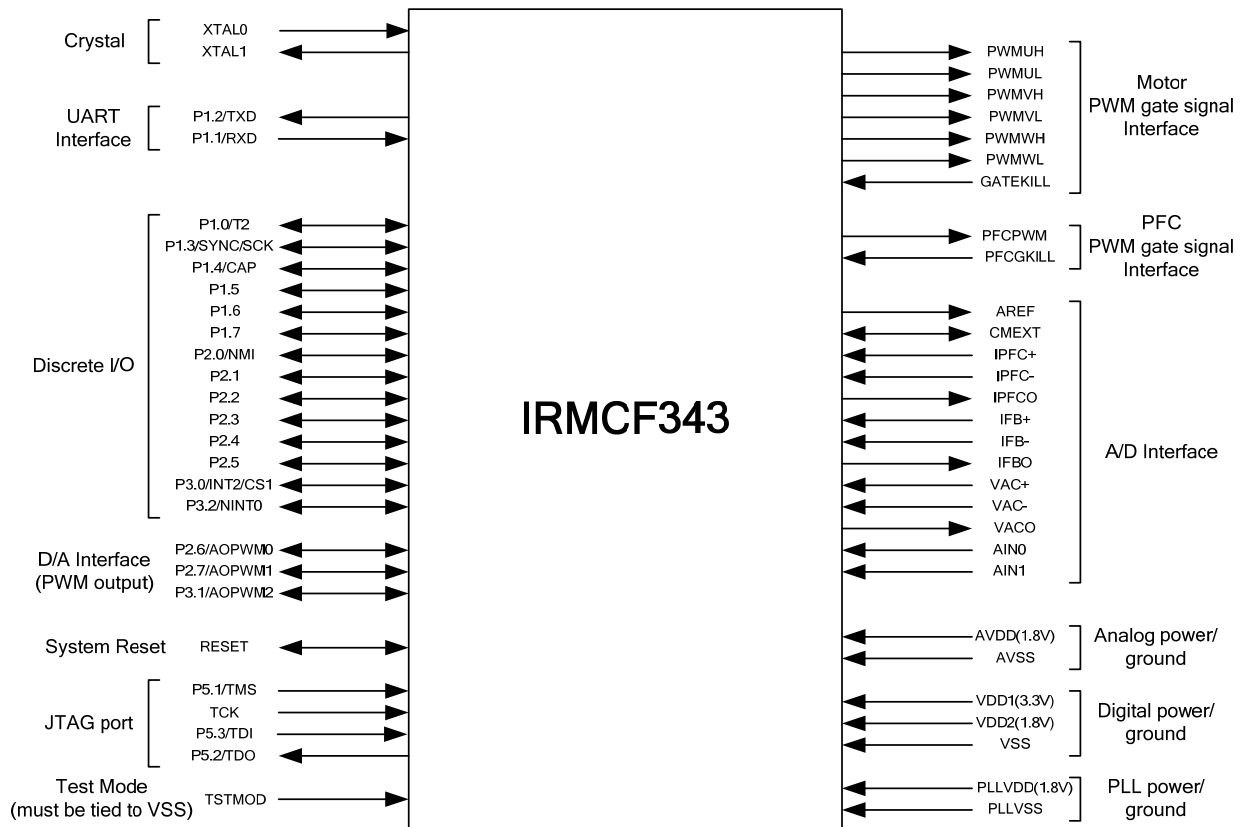 Crystal
XTAL0
XTAL1
UART
Interface
P1.2/TXD
P1.1/RXD
Discrete I/O
P1.0/T2
P1.3/SYNC/SCK
P1.4/CAP
P1.5
P1.6
P1.7
P2.0/NMI
P2.1
P2.2
P2.3
P2.4
P2.5
P3.0/INT2/CS1
P3.2/NINT0
D/A Interface
(PWM output)
P2.6/AOPWM0
P2.7/AOPWM1
P3.1/AOPWM2
System Reset
RESET
JTAG port
P5.1/TMS
TCK
P5.3/TDI
P5.2/TDO
Test Mode
(must be tied to VSS)
TSTMOD
IRMCF343
PWMUH
PWMUL
PWMVH
PWMVL
PWMWH
PWMWL
GATEKILL
Motor
PWM gate signal
Interface
PFCPWM
PFCGKILL
PFC
PWM gate signal
Interface
AREF
CMEXT
IPFC+
IPFC-
IPFCO
IFB+
IFB-
IFBO
VAC+
VAC-
VACO
AIN0
AIN1
A/D Interface
AVDD(1.8V)
AVSS
Analog power/
ground
VDD1(3.3V)
VDD2(1.8V)
VSS
Digital power/
ground
PLLVDD(1.8V)
PLLVSS
PLL power/
ground